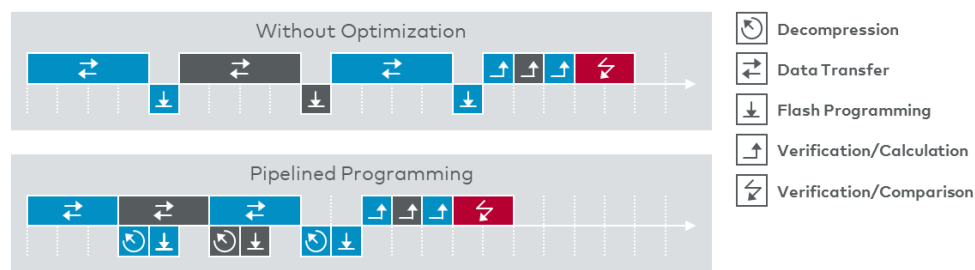 Without Optimization
Pipelined Programming
Decompression
Data Transfer
Flash Programming
Verification/Calculation
Verification/Comparison